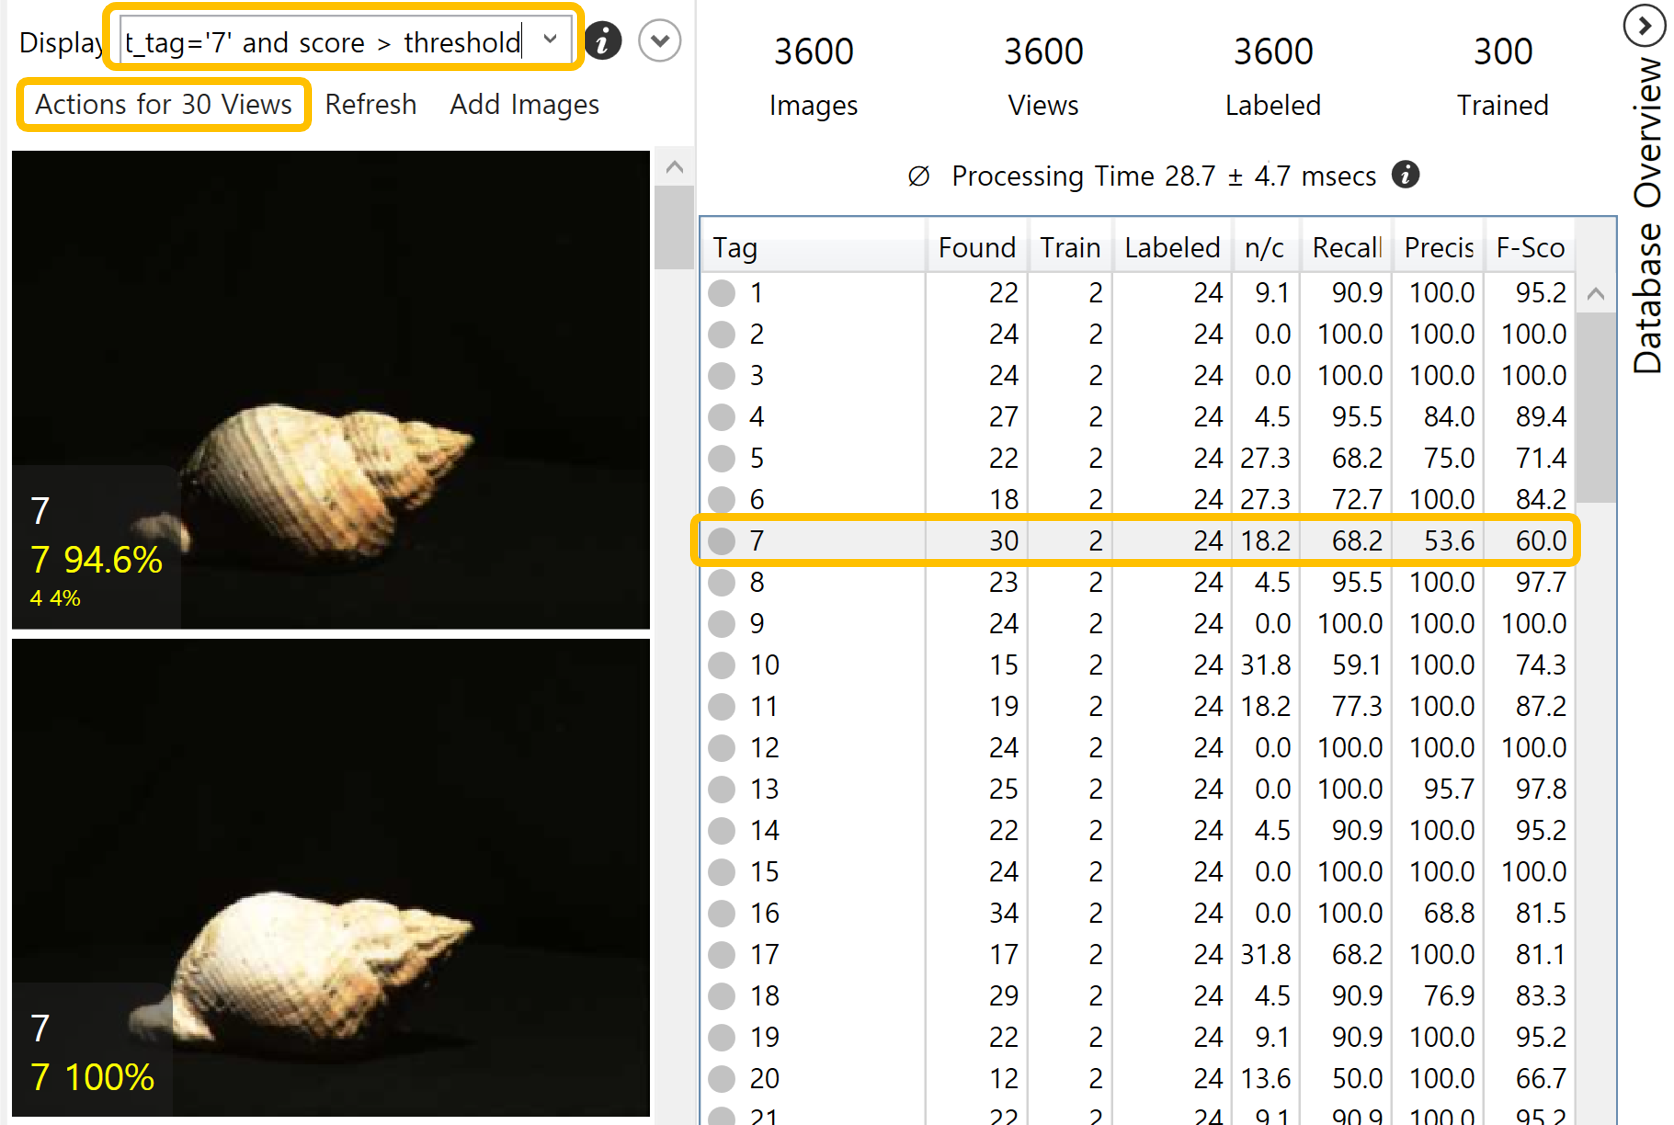 Display t_tag='7' and score > threshold
Actions for 30 Views Refresh Add Images
7
7 94.6%
4 4%
7
7 100%
3600 3600 3600 300
Images Views Labeled Trained
Ø Processing Time 28.7 ± 4.7 msecs
Tag Found Train Labeled n/c Recall Precis F-Sco
1 22 2 24 9.1 90.9 100.0 95.2
2 24 2 24 0.0 100.0 100.0 100.0
3 24 2 24 0.0 100.0 100.0 100.0
4 27 2 24 4.5 95.5 84.0 89.4
5 22 2 24 27.3 68.2 75.0 71.4
6 18 2 24 27.3 72.7 100.0 84.2
7 30 2 24 18.2 68.2 53.6 60.0
8 23 2 24 4.5 95.5 100.0 97.7
9 24 2 24 0.0 100.0 100.0 100.0
10 15 2 24 31.8 59.1 100.0 74.3
11 19 2 24 18.2 77.3 100.0 87.2
12 24 2 24 0.0 100.0 100.0 100.0
13 25 2 24 0.0 100.0 95.7 97.8
14 22 2 24 4.5 90.9 100.0 95.2
15 24 2 24 0.0 100.0 100.0 100.0
16 34 2 24 0.0 100.0 68.8 81.5
17 17 2 24 31.8 68.2 100.0 81.1
18 29 2 24 4.5 90.9 76.9 83.3
19 22 2 24 9.1 90.9 100.0 95.2
20 12 2 24 13.6 50.0 100.0 66.7
21 22 2 24 9.1 90.9 100.0 95.2
Database Overview